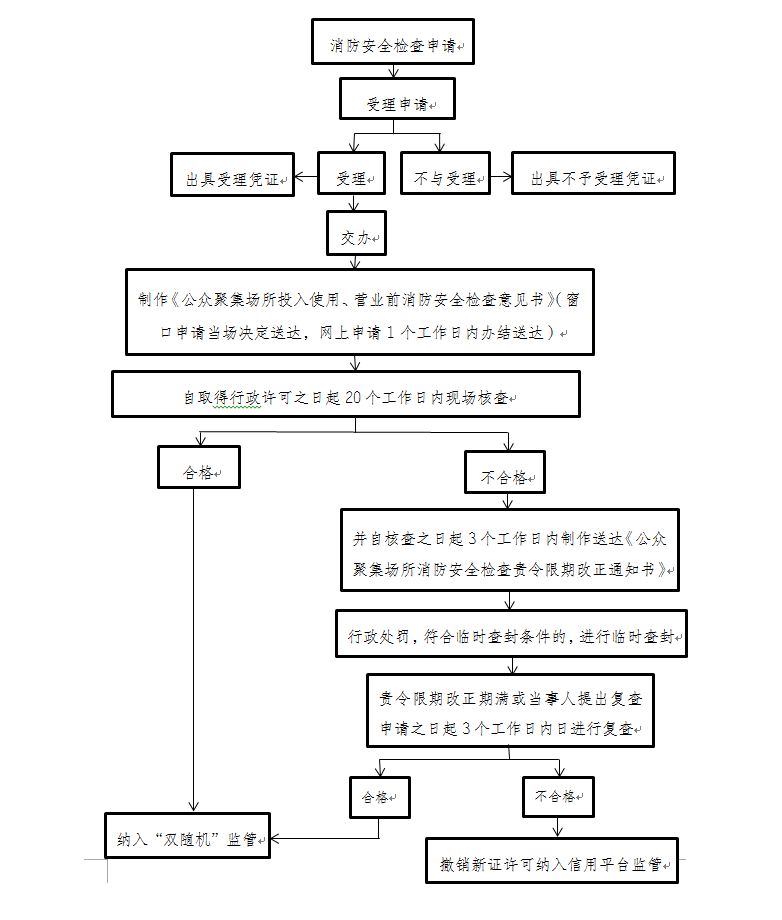 消防安全检查申请
受理申请
出具受理凭证
受理
不与受理
出具不予受理凭证
交办
制作《公众聚集场所投入使用、营业前消防安全检查意见书》(窗
口申请当场决定送达，网上申请1个工作日内办结送达)
自取得行政许可之日起20个工作日内现场核查
合格
不合格
并自核查之日起3个工作日内制作送达《公众
聚集场所消防安全检查责令限期改正通知书》
行政处罚，符合临时查封条件的，进行临时查封
责令限期改正期满或当事人提出复查
申请之日起3个工作日内日进行复查
合格
不合格
纳入“双随机”监管
撤销新证许可纳入信用平台监管